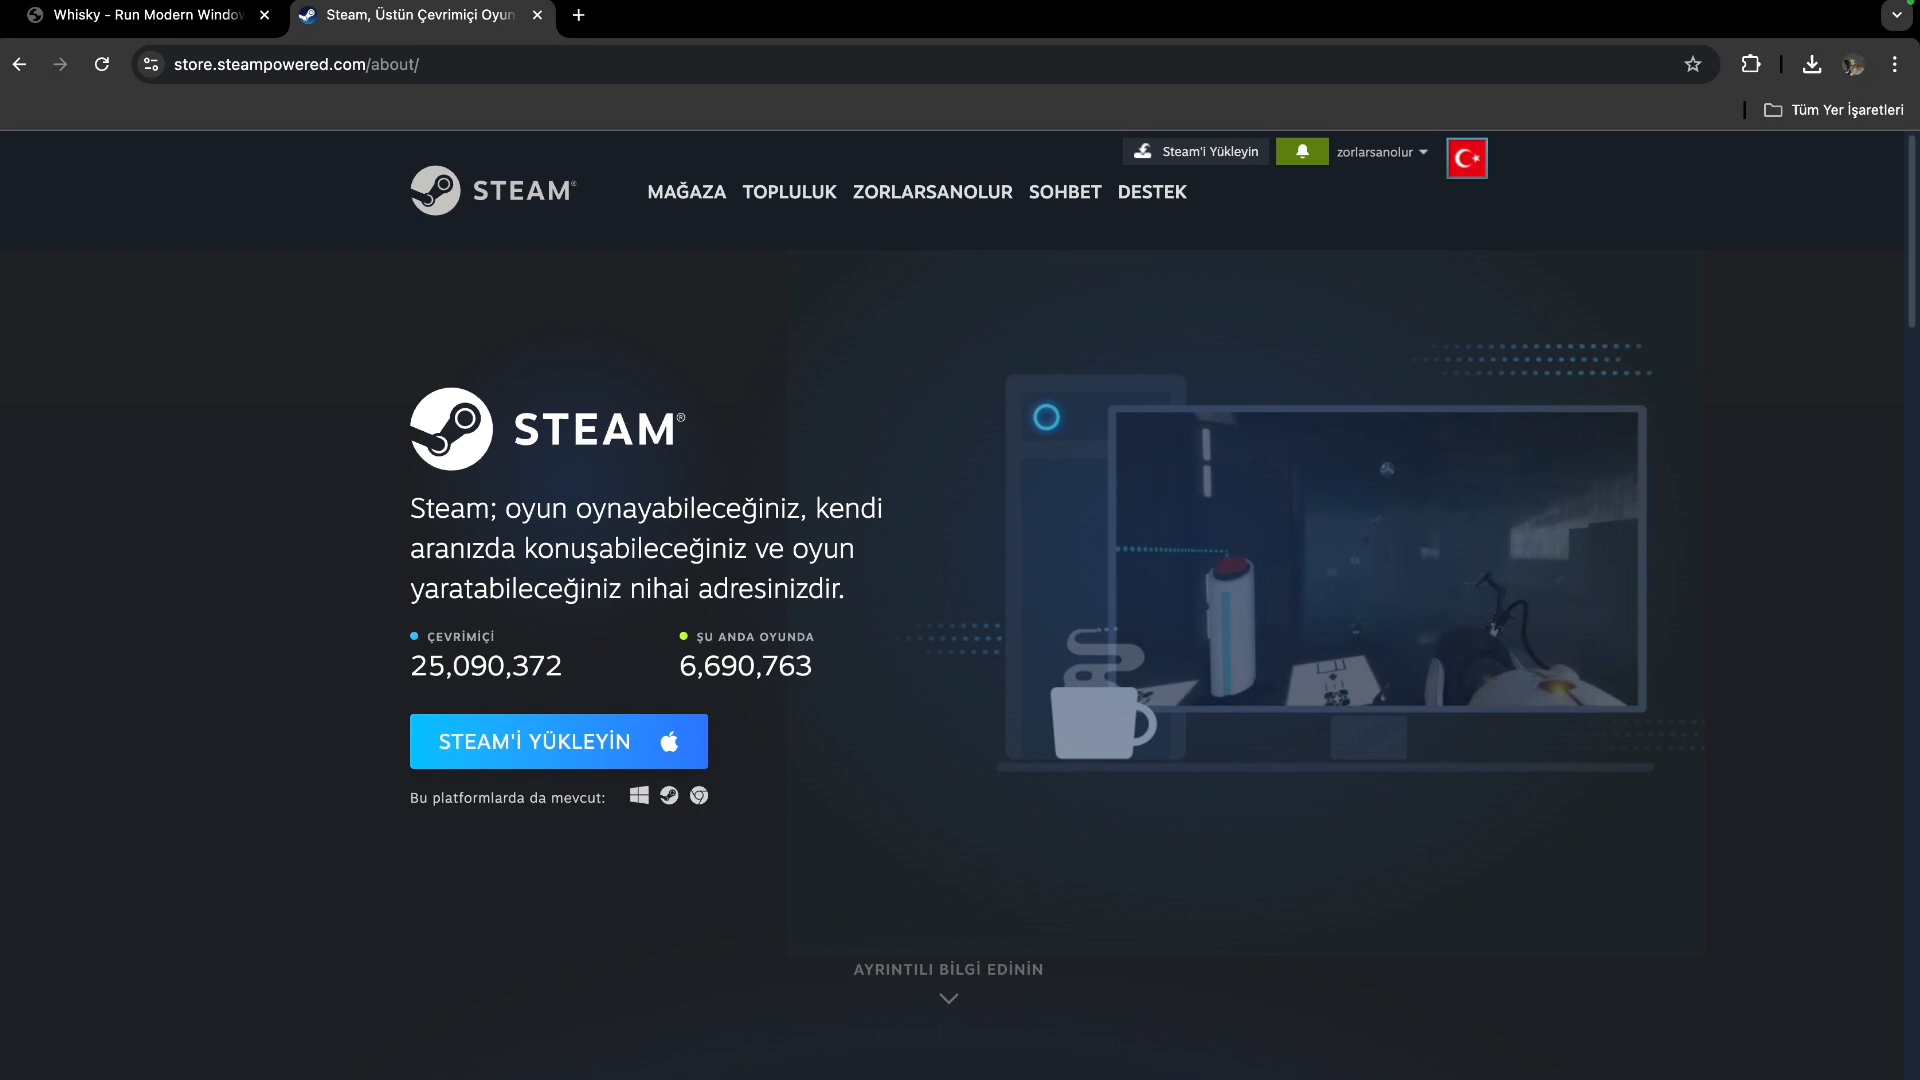 Whisky - Run Modern Windov
Steam, Üstün Çevrimiçi Oyun
store.steampowered.com/about/
Tüm Yer İşaretleri
Steam'i Yükleyin
zorlarsanolur
STEAM®
MAĞAZA TOPLULUK ZORLARSANOLUR SOHBET DESTEK
STEAM®
Steam; oyun oynayabileceğiniz, kendi
aranızda konuşabileceğiniz ve oyun
yaratabileceğiniz nihai adresinizdir.
ÇEVRİMİÇİ
25,090,372
ŞU ANDA OYUNDA
6,690,763
STEAM'İ YÜKLEYİN
Bu platformlarda da mevcut:
AYRINTILI BİLGİ EDİNİN